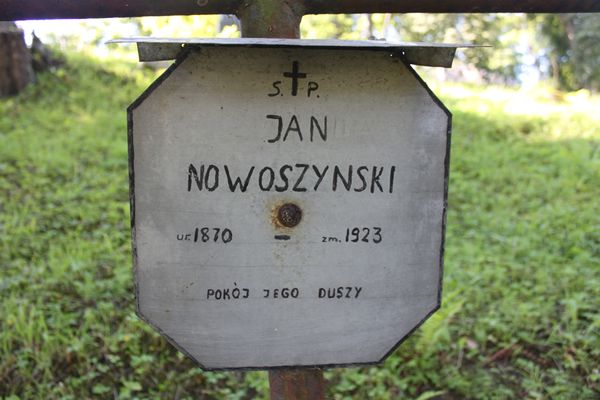 S. P.
JAN
NOWOSZYNSKI
ur. 1870 - zm. 1923
POKÓJ JEGO DUSZY